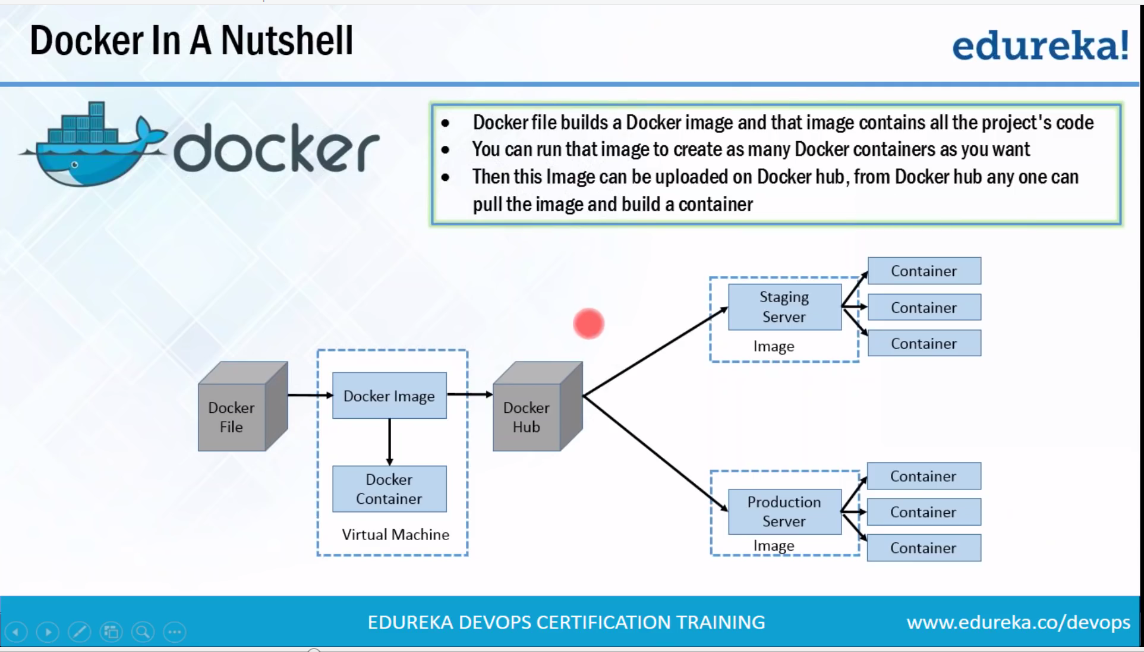 Docker In A Nutshell
edureka!
docker
• Docker file builds a Docker image and that image contains all the project's code
• You can run that image to create as many Docker containers as you want
• Then this Image can be uploaded on Docker hub, from Docker hub any one can
pull the image and build a container
Docker
File
Docker Image
Docker
Container
Virtual Machine
Docker
Hub
Staging
Server
Image
Container
Container
Container
Production
Server
Image
Container
Container
Container
EDUREKA DEVOPS CERTIFICATION TRAINING
www.edureka.co/devops